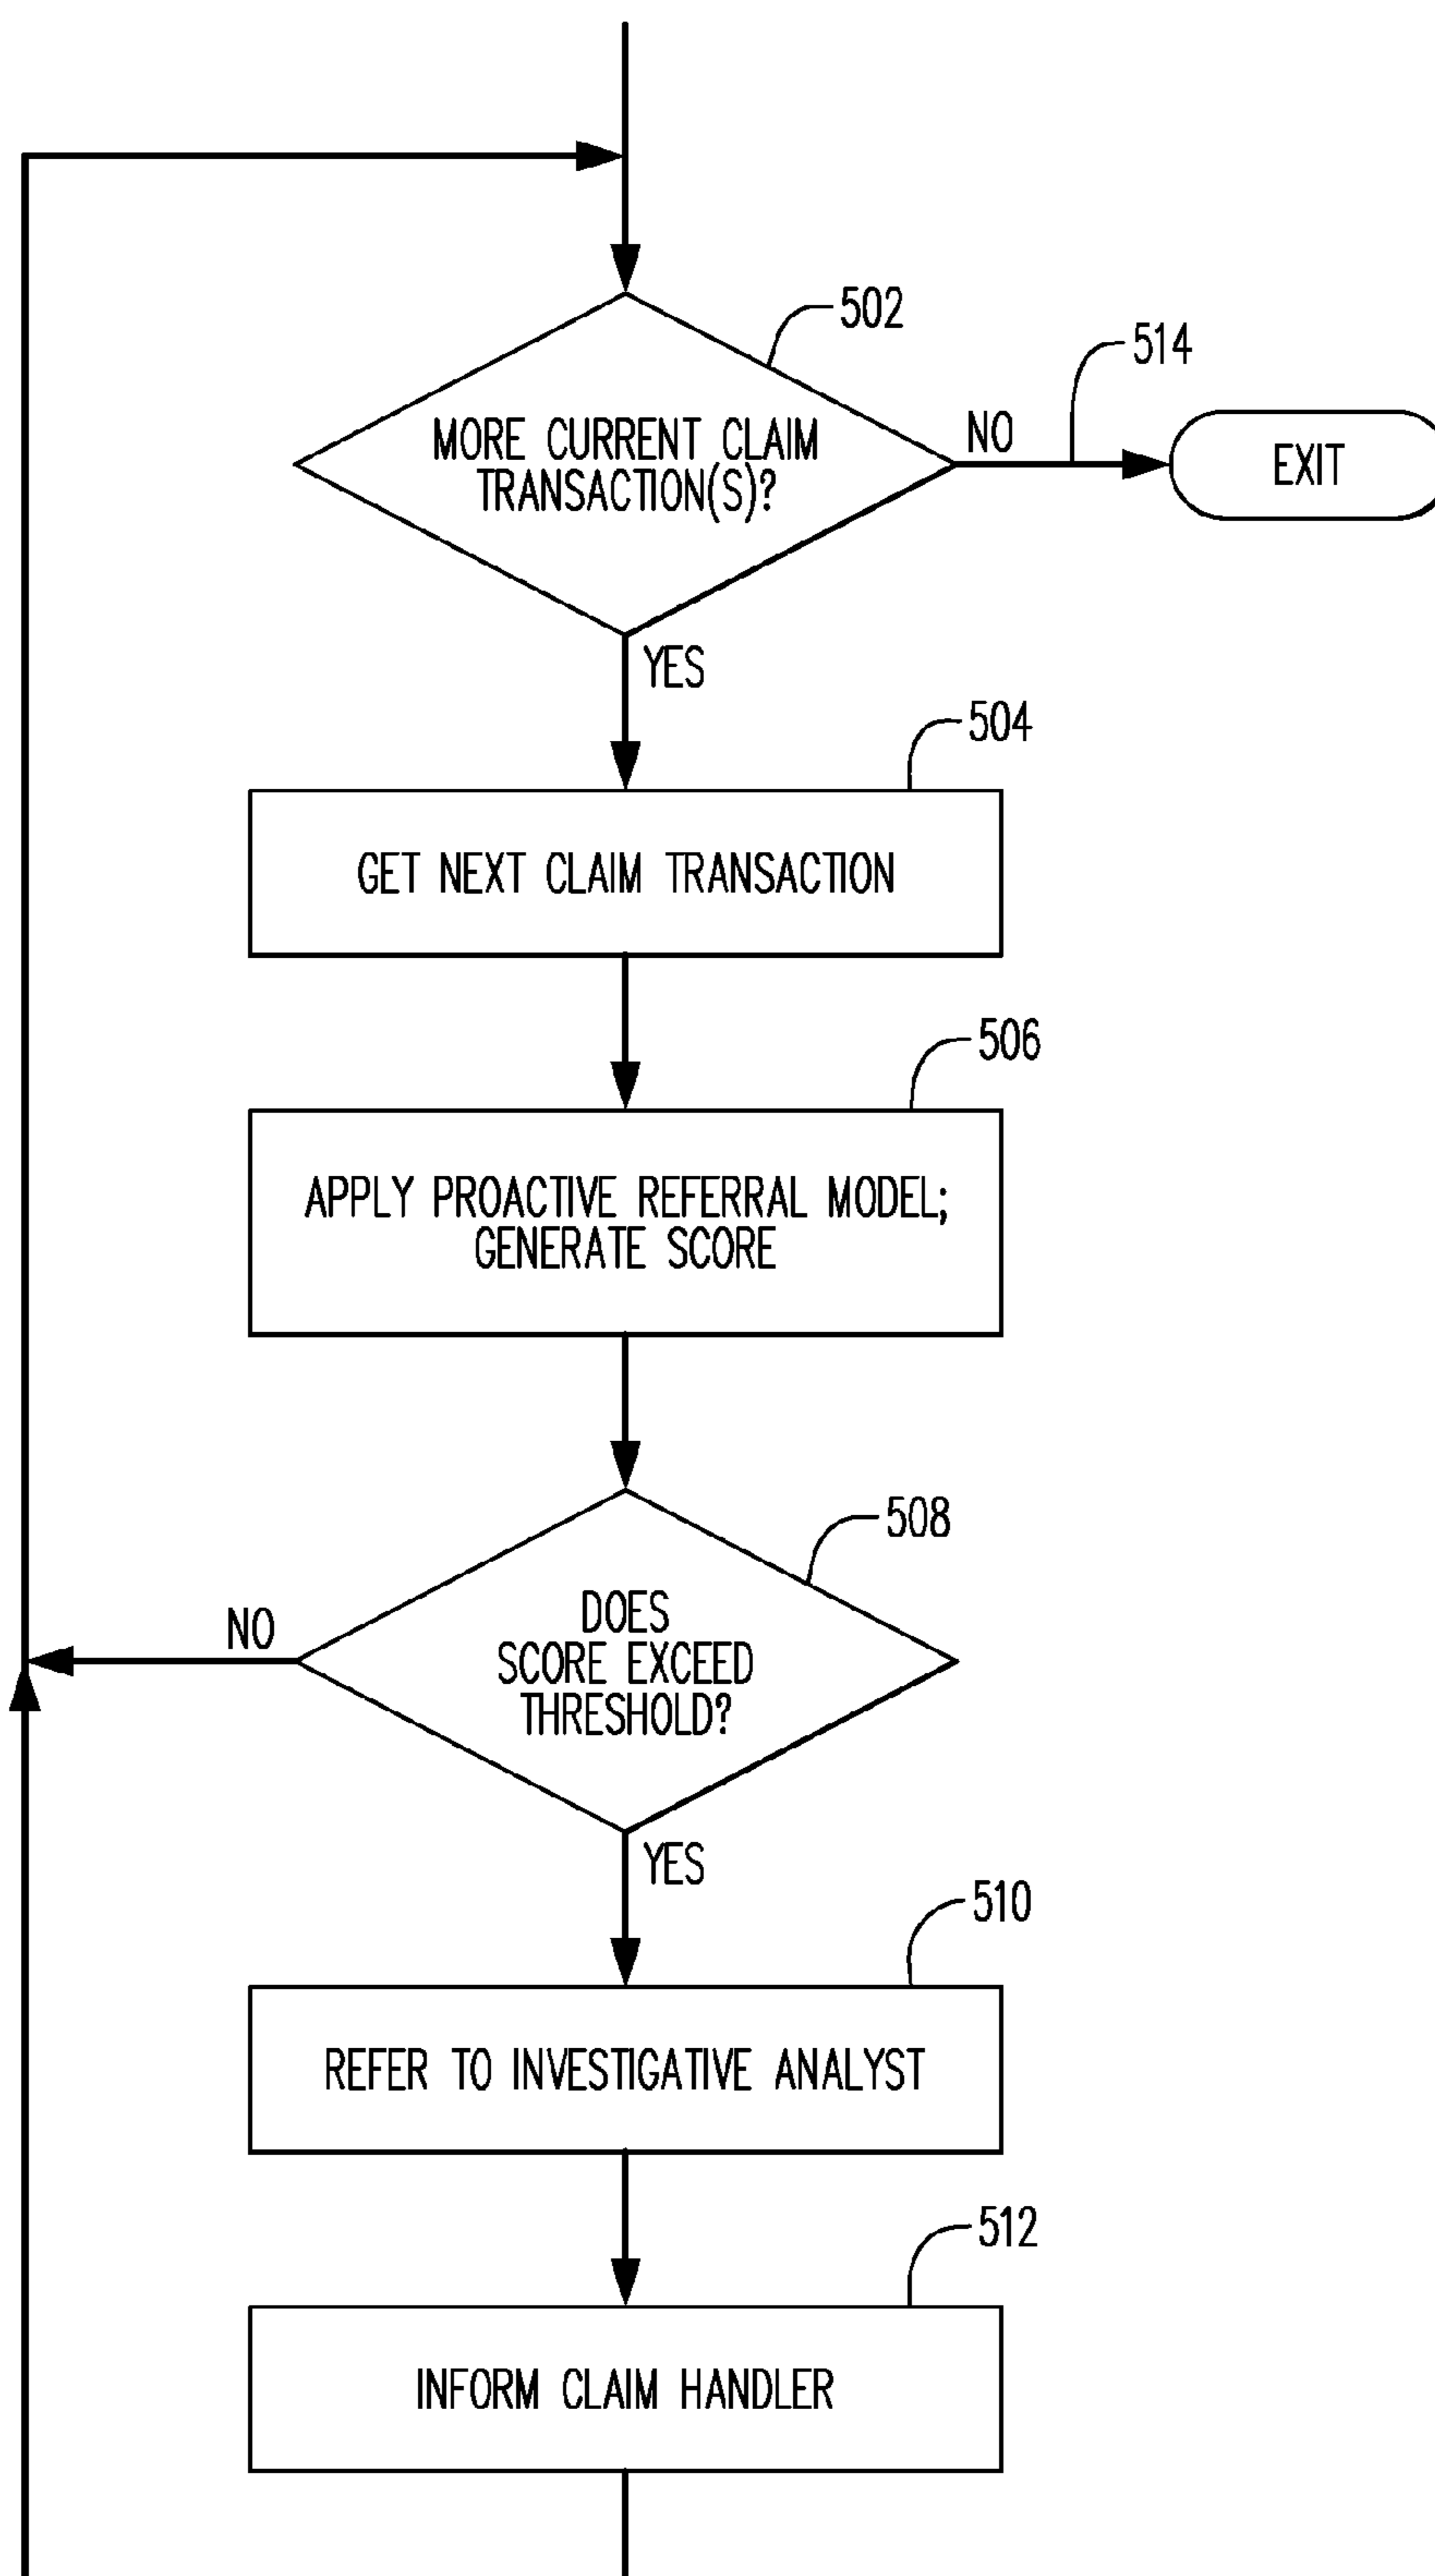 502
514
MORE CURRENT CLAIM
TRANSACTION(S)?
NO
EXIT
YES
504
GET NEXT CLAIM TRANSACTION
506
APPLY PROACTIVE REFERRAL MODEL;
GENERATE SCORE
508
DOES
SCORE EXCEED
THRESHOLD?
NO
YES
510
REFER TO INVESTIGATIVE ANALYST
512
INFORM CLAIM HANDLER